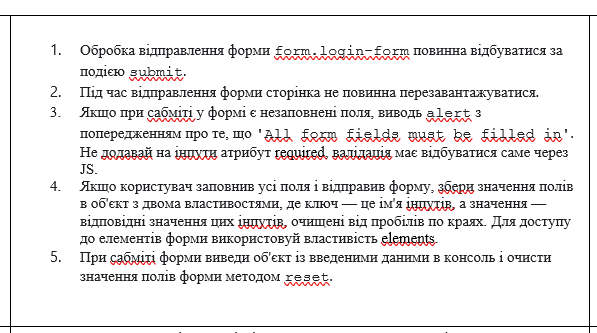 1. Обробка відправлення форми form.login-form повинна відбуватися за
подією submit.
2. Під час відправлення форми сторінка не повинна перезавантажуватися.
3. Якщо при сабміті у формі є незаповнені поля, виводь alert з
попередженням про те, що 'All form fields must be filled in'.
Не додавай на інпути атрибут required, валідація має відбуватися саме через
JS.
4. Якщо користувач заповнив усі поля і відправив форму, збери значення полів
в об'єкт з двома властивостями, де ключ — це ім'я інпутів, а значення —
відповідні значення цих інпутів, очищені від пробілів по краях. Для доступу
до елементів форми використовуй властивість elements.
5. При сабміті форми виведи об'єкт із введеними даними в консоль і очисти
значення полів форми методом reset.